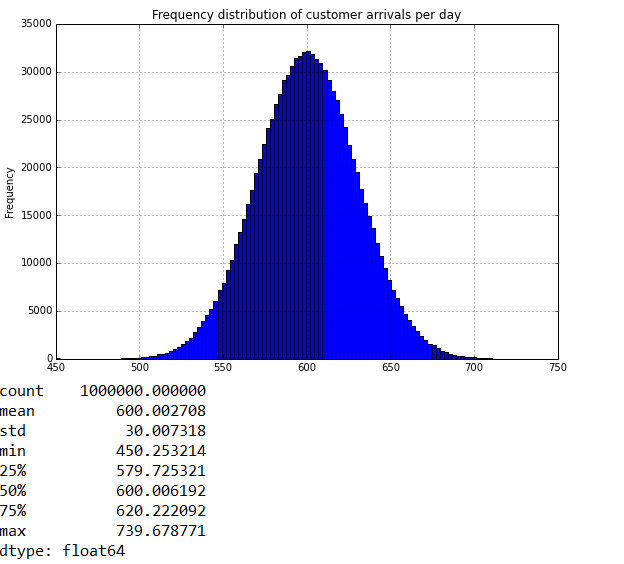 Frequency distribution of customer arrivals per day
35000
30000
25000
20000
15000
10000
5000
0
Frequency
450 500 550 600 650 700 750
count 1000000.000000
mean 600.002708
std 30.007318
min 450.253214
25% 579.725321
50% 600.006192
75% 620.222092
max 739.678771
dtype: float64